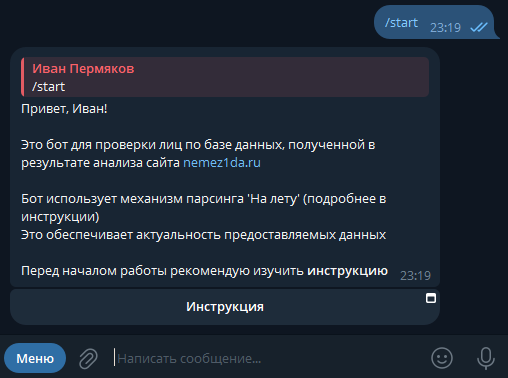 /start
23:19
Иван Пермяков
/start
Привет, Иван!
Это бот для проверки лиц по базе данных, полученной в
результате анализа сайта nemez1da.ru
Бот использует механизм парсинга 'На лету' (подробнее в
инструкции)
Это обеспечивает актуальность предоставляемых данных
Перед началом работы рекомендую изучить инструкцию
23:19
Инструкция
Меню
Написать сообщение...